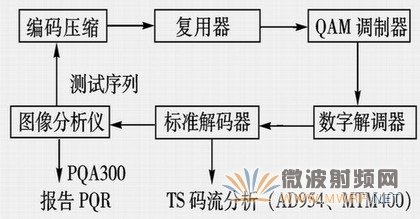 编码压缩
复用器
QAM 调制器
测试序列
图像分析仪
标准解码器
数字解调器
PQA300
报告 PQR
TS 码流分析(AD954、MTM400)
微波射频网